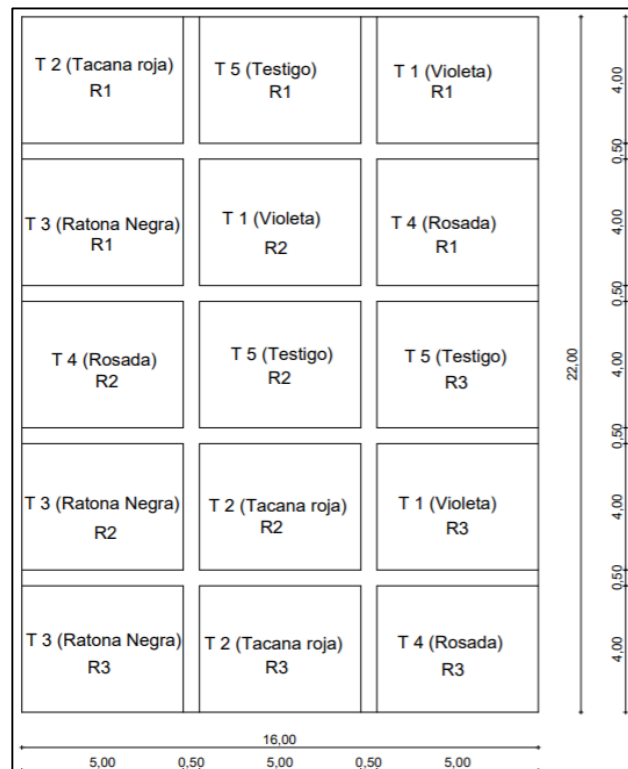 T 2 (Tacana roja)
R1
T 5 (Testigo)
R1
T 1 (Violeta)
R1
4,00
0,50
T 3 (Ratona Negra)
R1
T 1 (Violeta)
R2
T 4 (Rosada)
R1
4,00
0,50
T 4 (Rosada)
R2
T 5 (Testigo)
R2
T 5 (Testigo)
R3
4,00
22,00
0,50
T 3 (Ratona Negra)
R2
T 2 (Tacana roja)
R2
T 1 (Violeta)
R3
4,00
0,50
T 3 (Ratona Negra)
R3
T 2 (Tacana roja)
R3
T 4 (Rosada)
R3
4,00
16,00
5,00 0,50 5,00 0,50 5,00